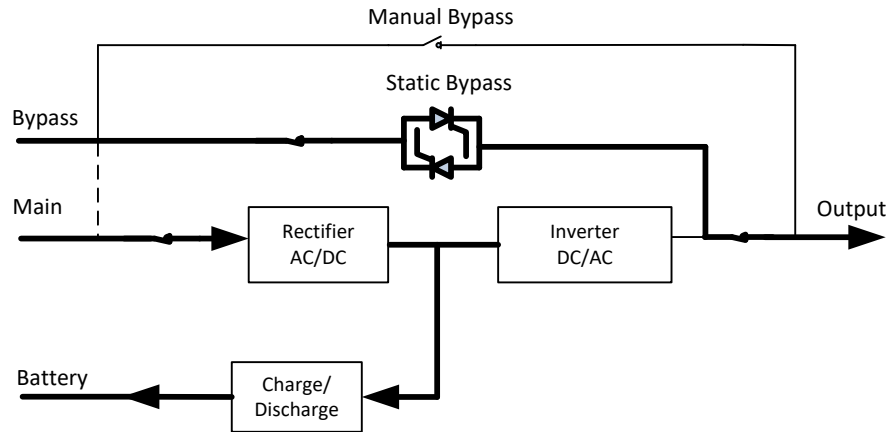 Manual Bypass
Static Bypass
Bypass
Main
Rectifier
AC/DC
Inverter
DC/AC
Output
Battery
Charge/
Discharge